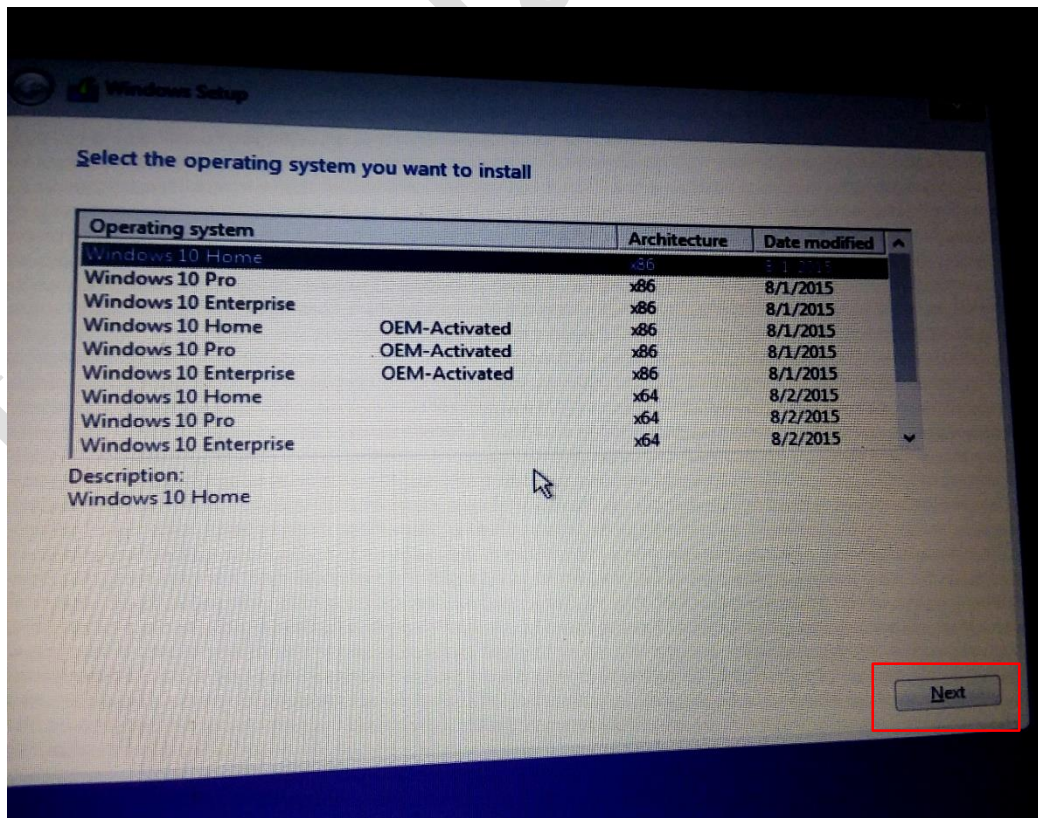 Windows Setup
Select the operating system you want to install
Operating system Architecture Date modified
Windows 10 Home x86 8/1/2015
Windows 10 Pro x86 8/1/2015
Windows 10 Enterprise x86 8/1/2015
Windows 10 Home OEM-Activated x86 8/1/2015
Windows 10 Pro OEM-Activated x86 8/1/2015
Windows 10 Enterprise OEM-Activated x86 8/1/2015
Windows 10 Home x64 8/2/2015
Windows 10 Pro x64 8/2/2015
Windows 10 Enterprise x64 8/2/2015
Description:
Windows 10 Home
Next